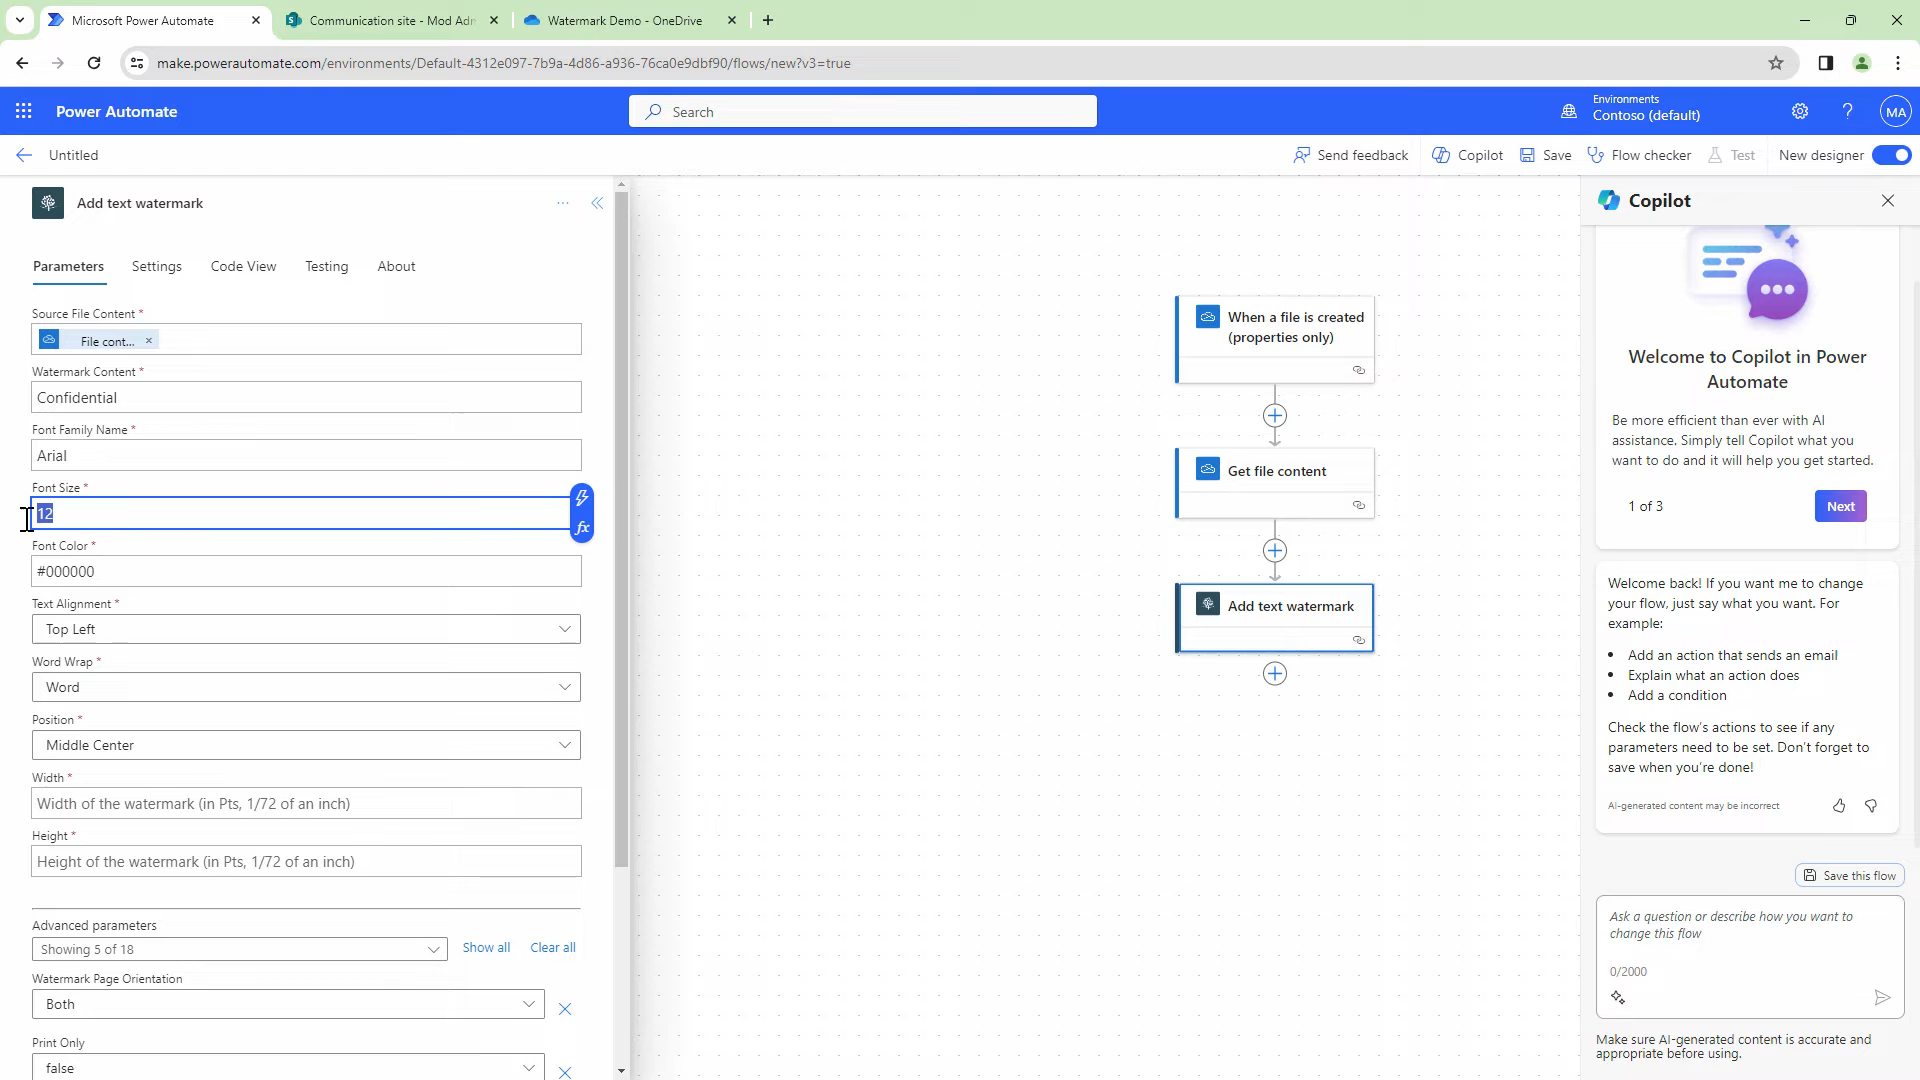 Microsoft Power Automate
Communication site - Mod Adm
Watermark Demo - OneDrive
make.powerautomate.com/environments/Default-4312e097-7b9a-4d86-a936-76ca0e9dbf90/flows/new?v3=true
Power Automate
Search
Environments
Contoso (default)
MA
Untitled
Send feedback
Copilot
Save
Flow checker
Test
New designer
Add text watermark
Parameters
Settings
Code View
Testing
About
Source File Content *
File cont... ×
Watermark Content *
Confidential
Font Family Name *
Arial
Font Size *
12
fx
Font Color *
#000000
Text Alignment *
Top Left
Word Wrap *
Word
Position *
Middle Center
Width *
Width of the watermark (in Pts, 1/72 of an inch)
Height *
Height of the watermark (in Pts, 1/72 of an inch)
Advanced parameters
Showing 5 of 18
Show all
Clear all
Watermark Page Orientation
Both
Print Only
false
When a file is created
(properties only)
Get file content
Add text watermark
Copilot
Welcome to Copilot in Power
Automate
Be more efficient than ever with AI
assistance. Simply tell Copilot what you
want to do and it will help you get started.
1 of 3
Next
Welcome back! If you want me to change
your flow, just say what you want. For
example:
• Add an action that sends an email
• Explain what an action does
• Add a condition
Check the flow's actions to see if any
parameters need to be set. Don't forget to
save when you're done!
AI-generated content may be incorrect
Save this flow
Ask a question or describe how you want to
change this flow
0/2000
Make sure AI-generated content is accurate and
appropriate before using.